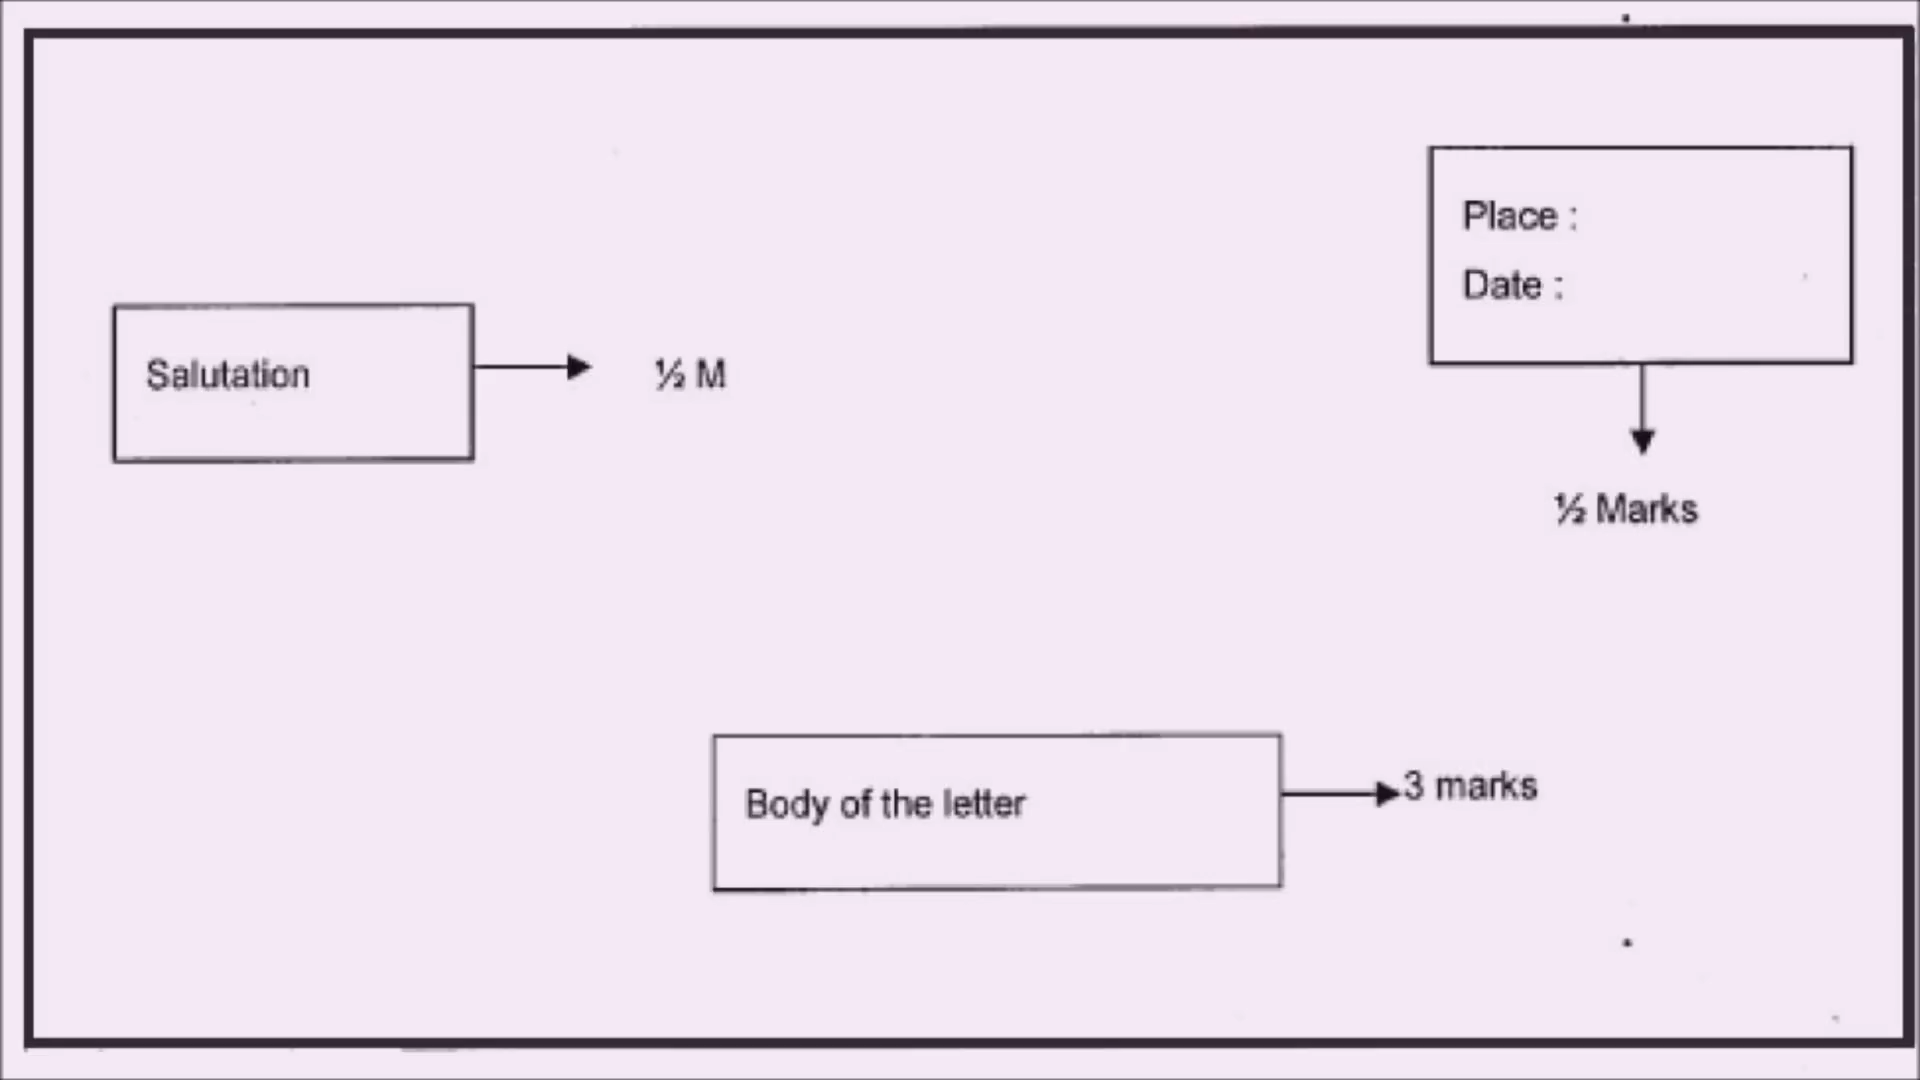 Place :
Date :
Salutation
½ M
½ Marks
Body of the letter
3 marks